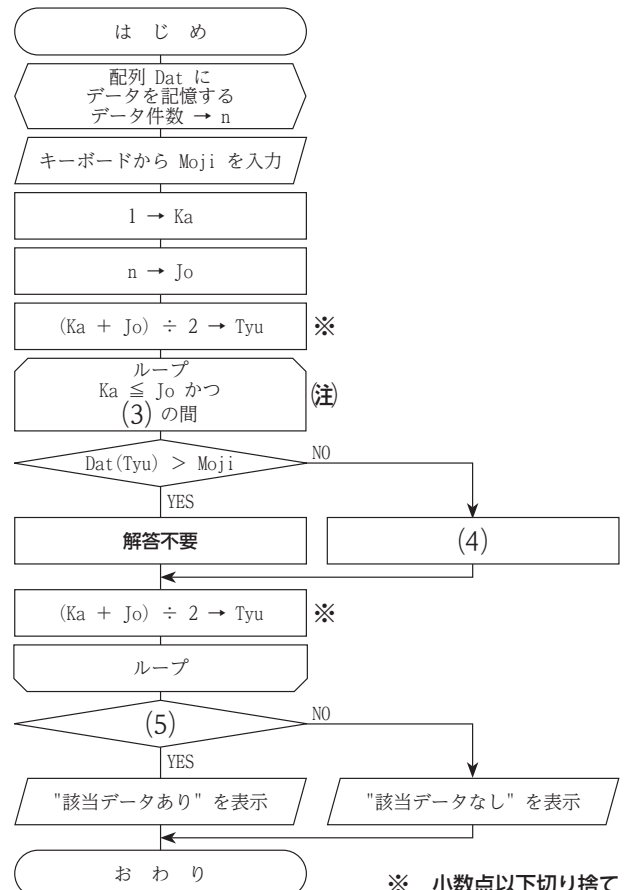 は じ め
配列 Dat に
データを記憶する
データ件数 → n
キーボードから Moji を入力
1 → Ka
n → Jo
(Ka + Jo) ÷ 2 → Tyu ※
ループ
Ka ≦ Jo かつ
(3) の間
(注)
Dat(Tyu) > Moji
NO
YES
解答不要
(4)
(Ka + Jo) ÷ 2 → Tyu ※
ループ
(5)
NO
YES
"該当データあり" を表示
"該当データなし" を表示
お わ り
※ 小数点以下切り捨て